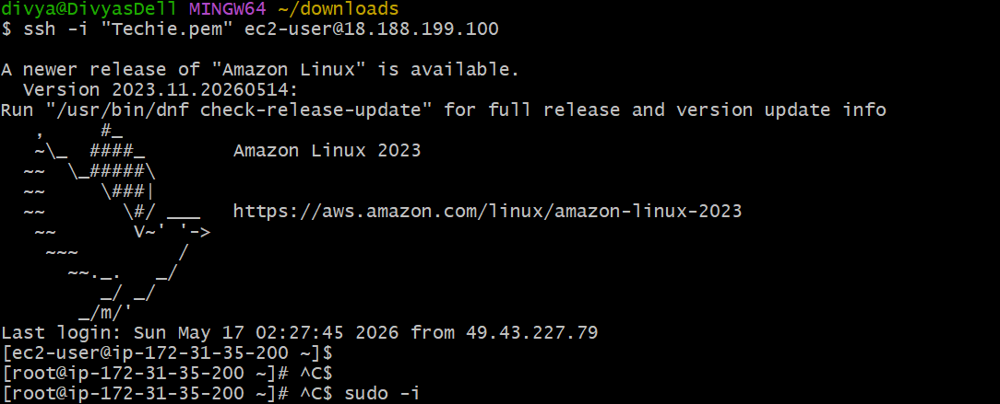 divya@DivyasDell MINGW64 ~/downloads
$ ssh -i "Techie.pem" ec2-user@18.188.199.100

A newer release of "Amazon Linux" is available.
  Version 2023.11.20260514:
Run "/usr/bin/dnf check-release-update" for full release and version update info
   ,     #_
   ~\_  ####_        Amazon Linux 2023
  ~~  \_#####\
  ~~     \###|
  ~~       \#/ ___   https://aws.amazon.com/linux/amazon-linux-2023
   ~~       V~' '->
    ~~~         /
      ~~._.   _/
         _/ _/
       _/m/'
Last login: Sun May 17 02:27:45 2026 from 49.43.227.79
[ec2-user@ip-172-31-35-200 ~]$
[root@ip-172-31-35-200 ~]# ^C$
[root@ip-172-31-35-200 ~]# ^C$ sudo -i